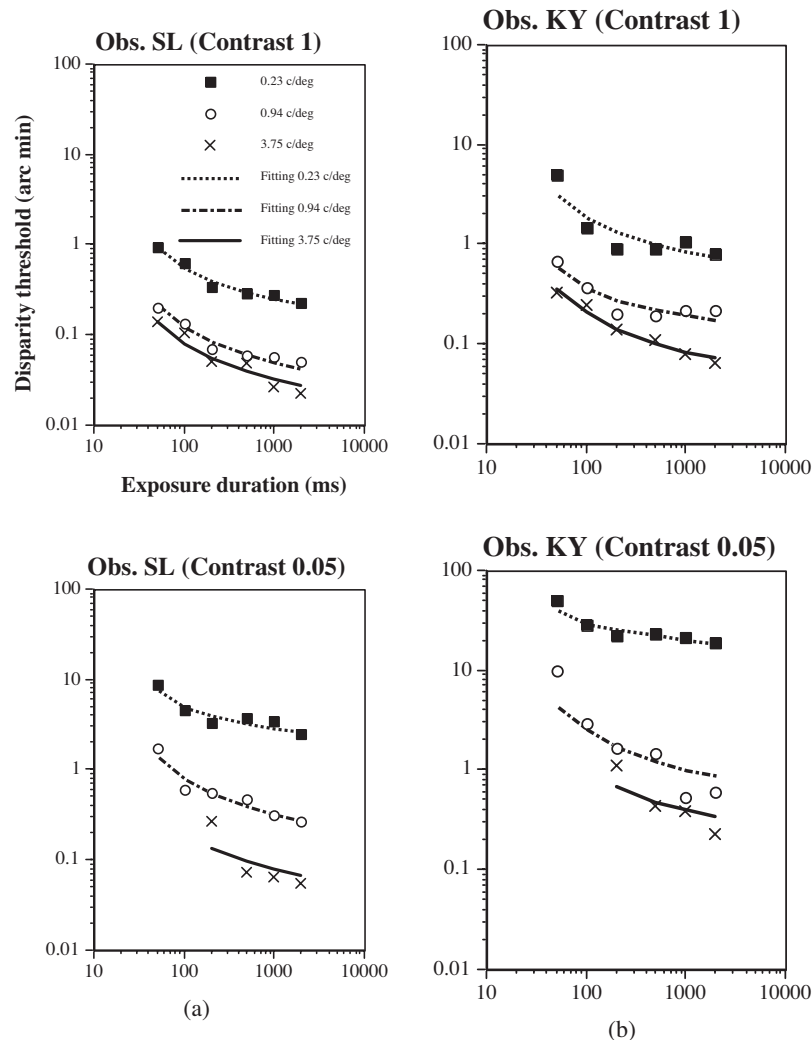 Obs. SL (Contrast 1)
100
10
1
0.1
0.01
10
100
1000
10000
Disparity threshold (arc min)
Exposure duration (ms)
0.23 c/deg
0.94 c/deg
3.75 c/deg
Fitting 0.23 c/deg
Fitting 0.94 c/deg
Fitting 3.75 c/deg
Obs. KY (Contrast 1)
100
10
1
0.1
0.01
10
100
1000
10000
Obs. SL (Contrast 0.05)
100
10
1
0.1
0.01
10
100
1000
10000
(a)
Obs. KY (Contrast 0.05)
100
10
1
0.1
0.01
10
100
1000
10000
(b)